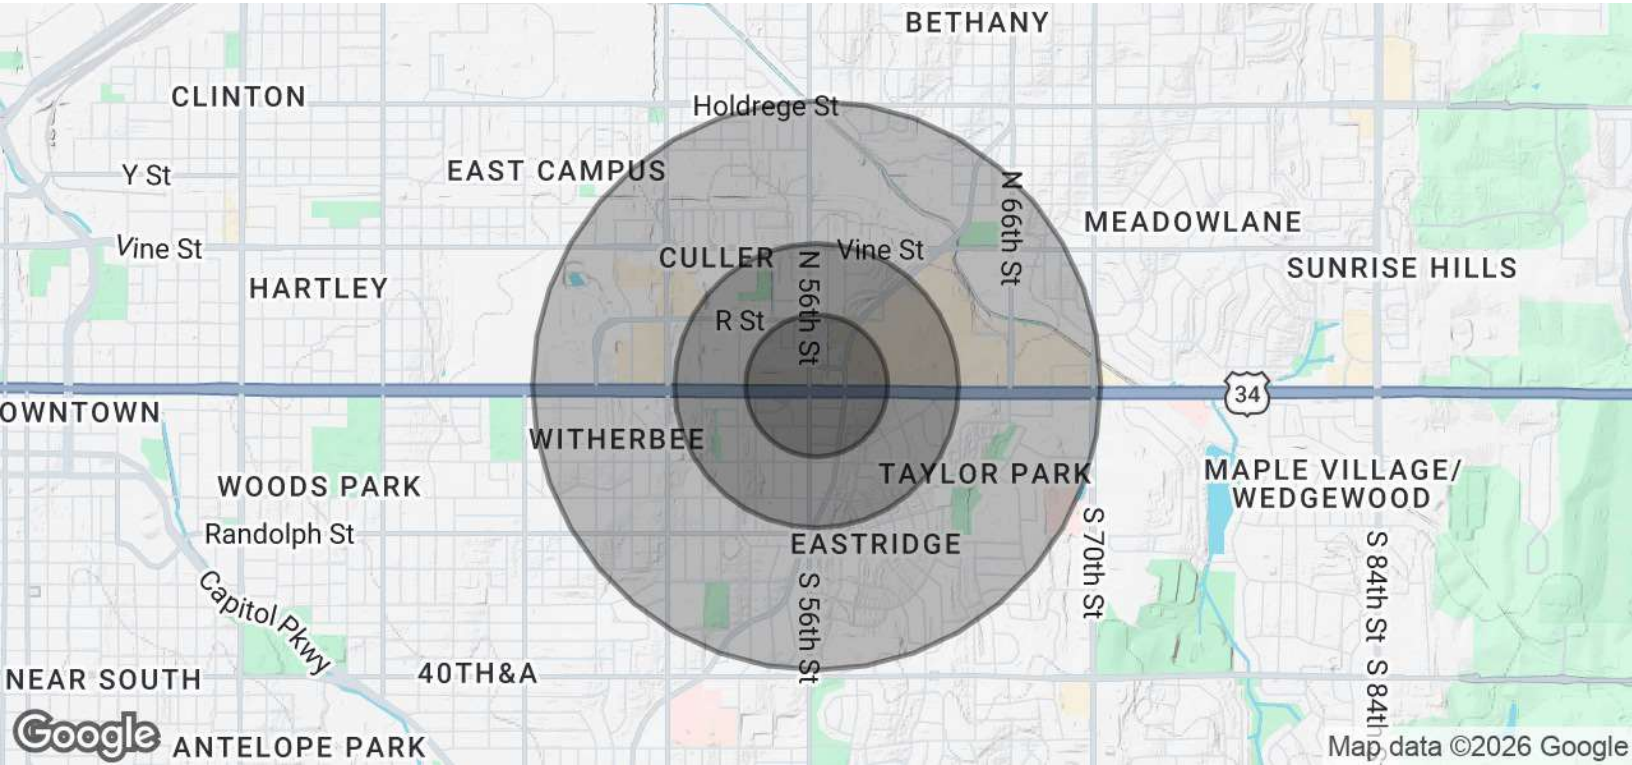 BETHANY
CLINTON
Holdrege St
EAST CAMPUS
Y St
N 66th St
MEADOWLANE
Vine St
CULLER
Vine St
SUNRISE HILLS
HARTLEY
N 56th St
R St
34
OWNTOWN
WITHERBEE
TAYLOR PARK
MAPLE VILLAGE/
WEDGEWOOD
WOODS PARK
Randolph St
EASTRIDGE
S 70th St
S 84th St
Capitol Pkwy
S 56th St
40TH&A
NEAR SOUTH
S 84th
Google
ANTELOPE PARK
Map data ©2026 Google